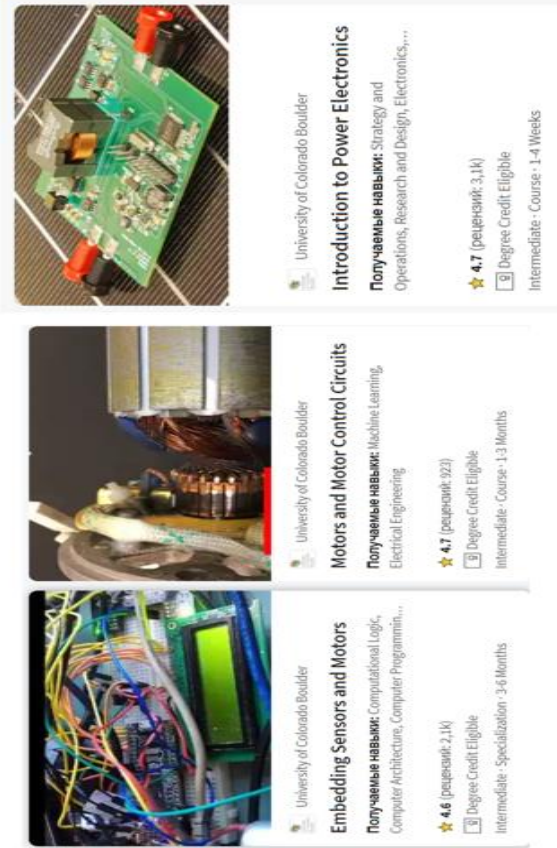 University of Colorado Boulder
Embedding Sensors and Motors
Получаемые навыки: Computational Logic,
Computer Architecture, Computer Programmin...
4.6 (рецензий: 2,1k)
Degree Credit Eligible
Intermediate · Specialization · 3-6 Months
University of Colorado Boulder
Motors and Motor Control Circuits
Получаемые навыки: Machine Learning,
Electrical Engineering
4.7 (рецензий: 923)
Degree Credit Eligible
Intermediate · Course · 1-3 Months
University of Colorado Boulder
Introduction to Power Electronics
Получаемые навыки: Strategy and
Operations, Research and Design, Electronics,...
4.7 (рецензий: 3,1k)
Degree Credit Eligible
Intermediate · Course · 1-4 Weeks